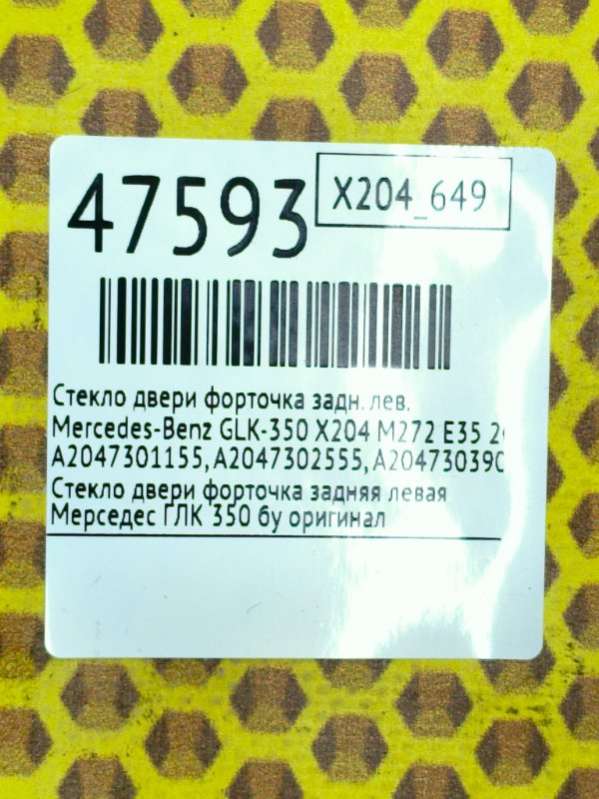 47593
X204_649
Стекло двери форточка задн. лев.
Mercedes-Benz GLK-350 X204 M272 E35
A2047301155, A2047302555, A204730390
Стекло двери форточка задняя левая
Мерседес ГЛК 350 бу оригинал